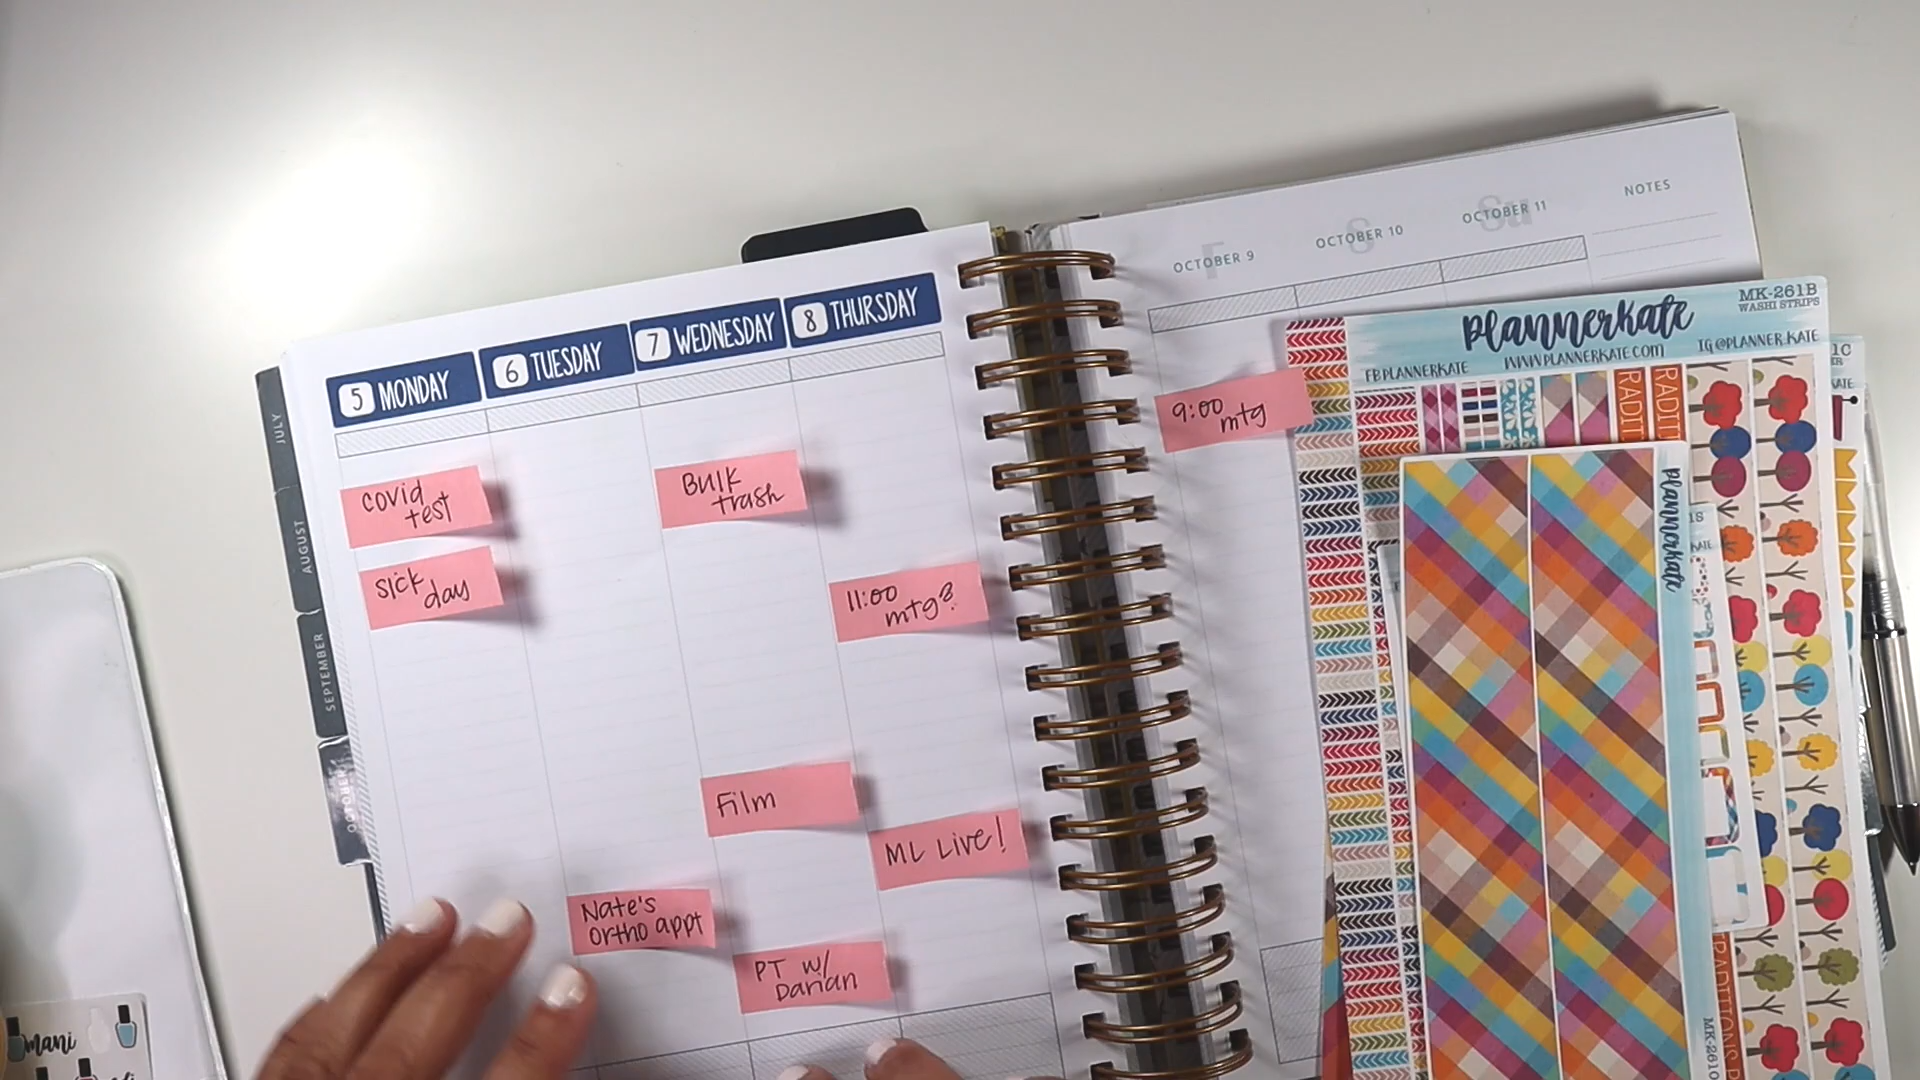 5 MONDAY
6 TUESDAY
7 WEDNESDAY
8 THURSDAY
F
OCTOBER 9
S
OCTOBER 10
Su
OCTOBER 11
NOTES
covid
test
sick
day
Bulk
trash
11:00
mtg?
Film
ML Live!
Nate's
ortho appt
PT w/
Darian
9:00
mtg
JULY
AUGUST
SEPTEMBER
OCTOBER
plannerkate
MK-261B
WASHI STRIPS
FB PLANNERKATE
WWW.PLANNERKATE.COM
IG @PLANNER.KATE
plannerkate
mani